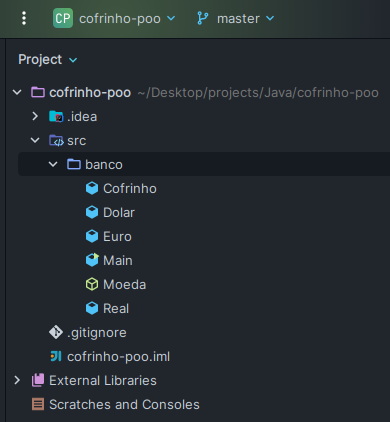 CP cofrinho-poo master
Project
cofrinho-poo ~/Desktop/projects/Java/cofrinho-poo
.idea
src
banco
Cofrinho
Dolar
Euro
Main
Moeda
Real
.gitignore
cofrinho-poo.iml
External Libraries
Scratches and Consoles